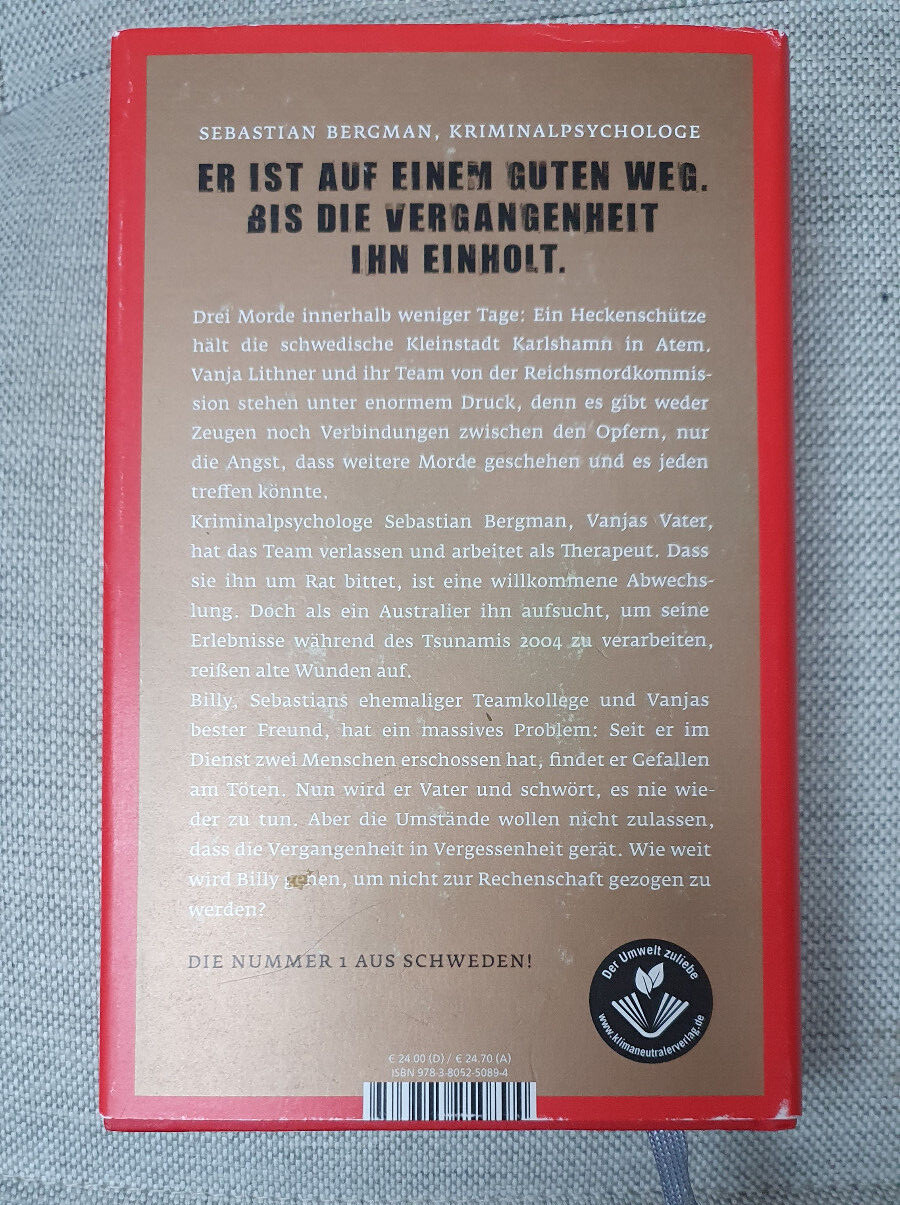 SEBASTIAN BERGMAN, KRIMINALPSYCHOLOGE
ER IST AUF EINEM GUTEN WEG.
BIS DIE VERGANGENHEIT
IHN EINHOLT.
Drei Morde innerhalb weniger Tage: Ein Heckenschütze
hält die schwedische Kleinstadt Karlshamn in Atem.
Vanja Lithner und ihr Team von der Reichsmordkommis-
sion stehen unter enormem Druck, denn es gibt weder
Zeugen noch Verbindungen zwischen den Opfern, nur
die Angst, dass weitere Morde geschehen und es jeden
treffen könnte.
Kriminalpsychologe Sebastian Bergman, Vanjas Vater,
hat das Team verlassen und arbeitet als Therapeut. Dass
sie ihn um Rat bittet, ist eine willkommene Abwechs-
lung. Doch als ein Australier ihn aufsucht, um seine
Erlebnisse während des Tsunamis 2004 zu verarbeiten,
reißen alte Wunden auf.
Billy, Sebastians ehemaliger Teamkollege und Vanjas
bester Freund, hat ein massives Problem: Seit er im
Dienst zwei Menschen erschossen hat, findet er Gefallen
am Töten. Nun wird er Vater und schwört, es nie wie-
der zu tun. Aber die Umstände wollen nicht zulassen,
dass die Vergangenheit in Vergessenheit gerät. Wie weit
wird Billy gehen, um nicht zur Rechenschaft gezogen zu
werden?
DIE NUMMER 1 AUS SCHWEDEN!
Der Umwelt zuliebe
www.klimaneutralerverlag.de
€ 24.00 (D) / € 24.70 (A)
ISBN 978-3-8052-5089-4